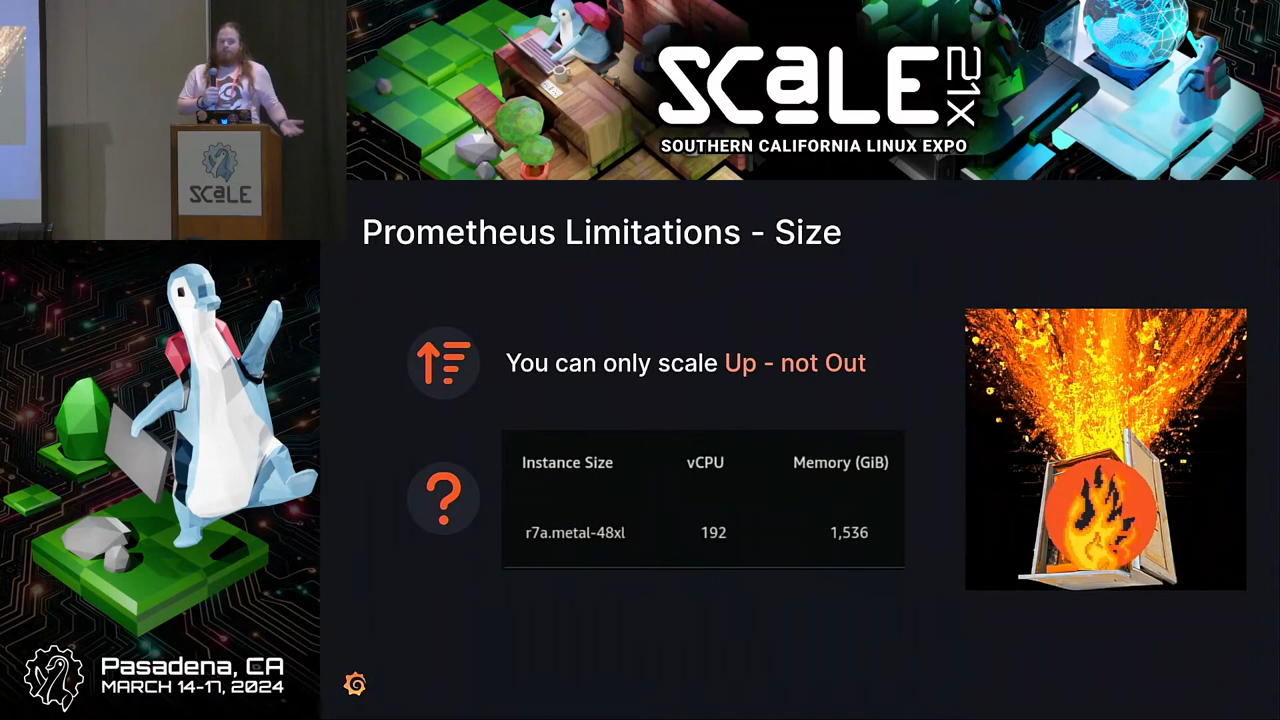 SCaLE
SCaLE 21X
SOUTHERN CALIFORNIA LINUX EXPO
Prometheus Limitations - Size
You can only scale Up - not Out
?
Instance Size vCPU Memory (GiB)
r7a.metal-48xl 192 1,536
Pasadena, CA
MARCH 14-17, 2024